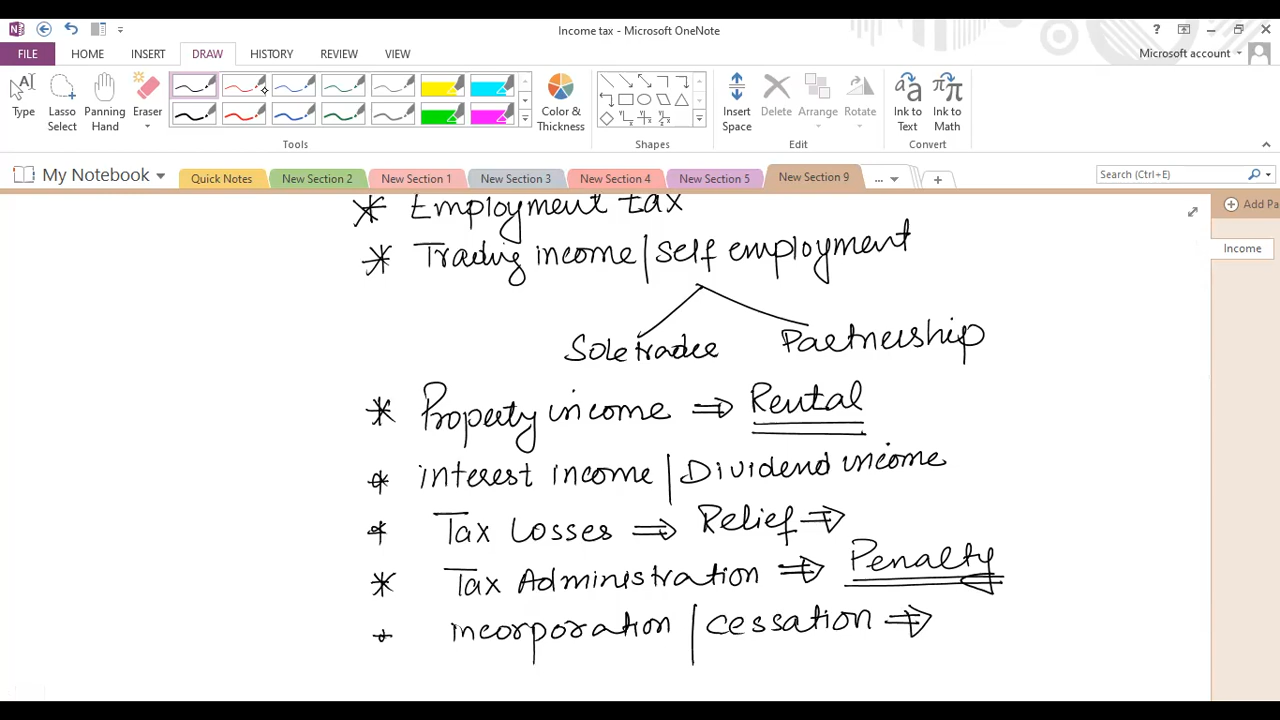 Income tax - Microsoft OneNote
FILE HOME INSERT DRAW HISTORY REVIEW VIEW Microsoft account
Type Lasso Select Panning Hand Eraser Color & Thickness Insert Space Delete Arrange Rotate Ink to Text Ink to Math
Tools Shapes Edit Convert
My Notebook Quick Notes New Section 2 New Section 1 New Section 3 New Section 4 New Section 5 New Section 9 ... Search (Ctrl+E)
Add Pa
Income
* Employment tax
* Trading income | Self employment
Sole trader Partnership
* Property income ⇒ Rental
* interest income | Dividend income
* Tax Losses ⇒ Relief ⇒
* Tax Administration ⇒ Penalty
* incorporation | cessation ⇒